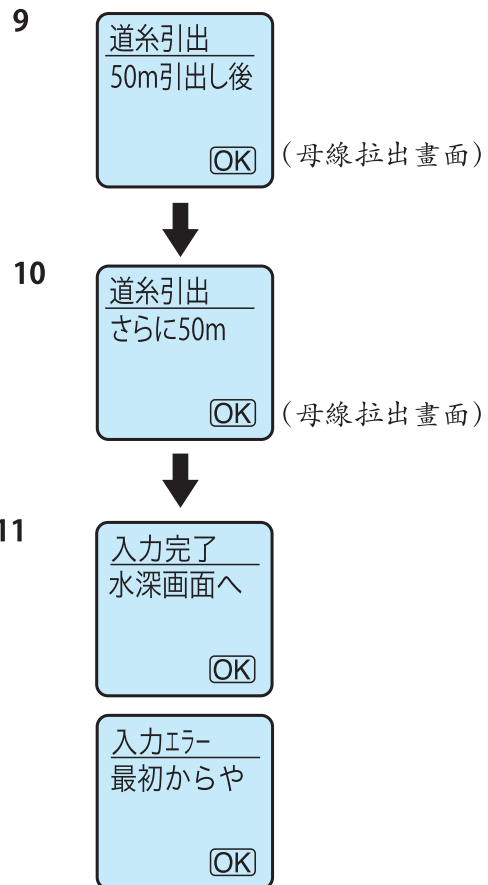 9
道糸引出
50m引出し後
OK
(母線拉出畫面)
10
道糸引出
さらに50m
OK
(母線拉出畫面)
11
入力完了
水深画面へ
OK
入力エラー
最初からや
OK